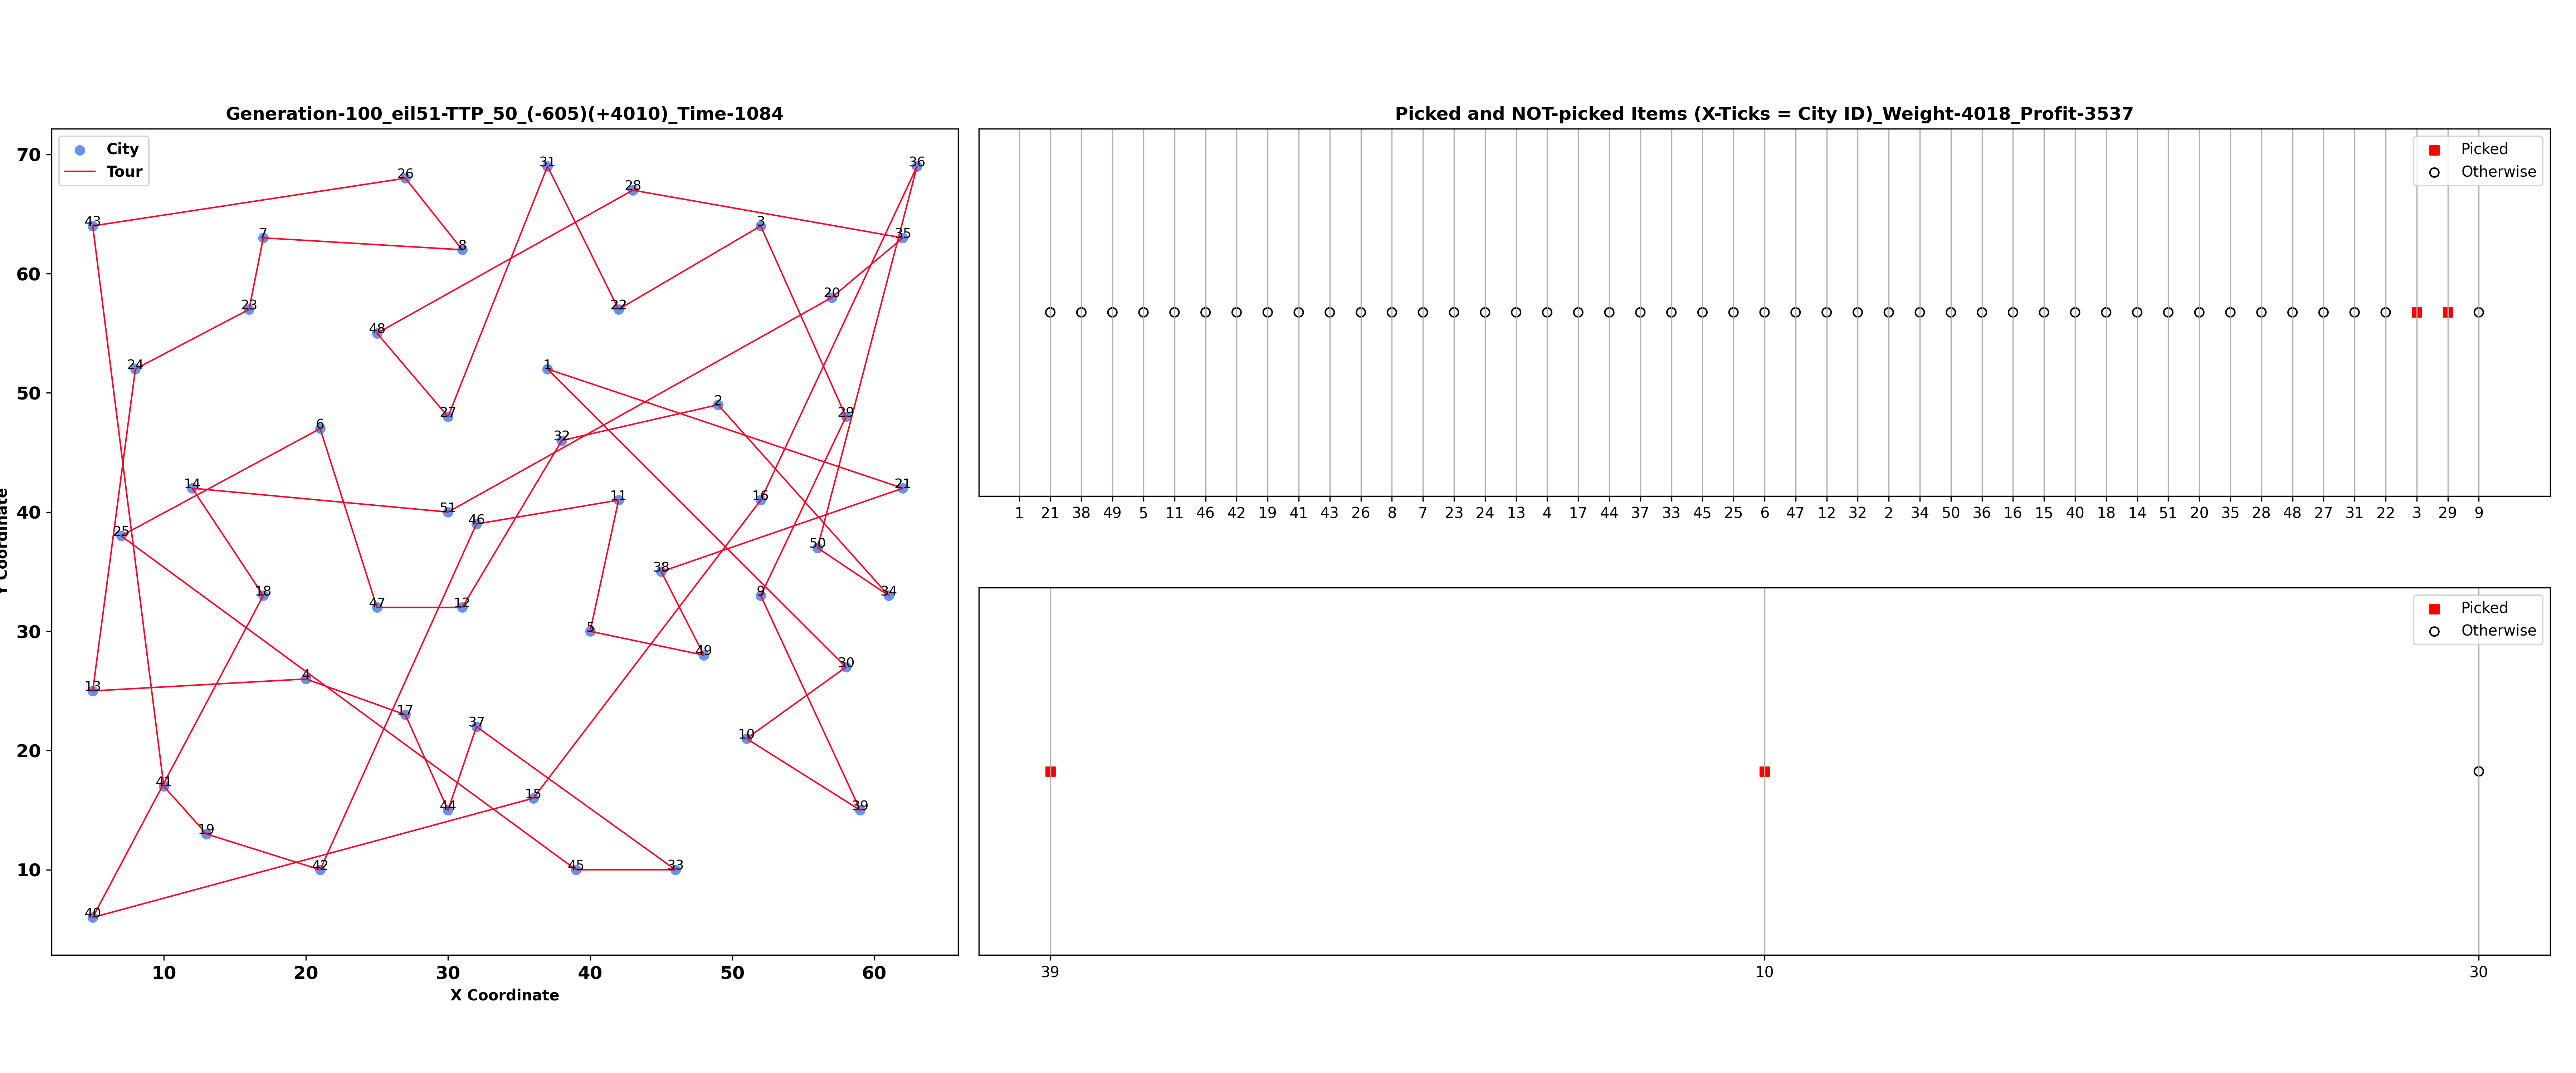 Generation-100_eil51-TTP_50_(-605)(+4010)_Time-1084
City
Tour
70
60
50
40
30
20
10
Y Coordinate
10 20 30 40 50 60
X Coordinate
31 36
26
28
43 3
7 35
8
20
23 22
48
24 1
2
27 29
6 32
14 21
11 16
51
46
25 50
38
18 9 34
47 12
5
49
30
4
13
17
37
10
41
15
44 39
19
42 45 33
40
Picked and NOT-picked Items (X-Ticks = City ID)_Weight-4018_Profit-3537
Picked
Otherwise
1 21 38 49 5 11 46 42 19 41 43 26 8 7 23 24 13 4 17 44 37 33 45 25 6 47 12 32 2 34 50 36 16 15 40 18 14 51 20 35 28 48 27 31 22 3 29 9
Picked
Otherwise
39 10 30